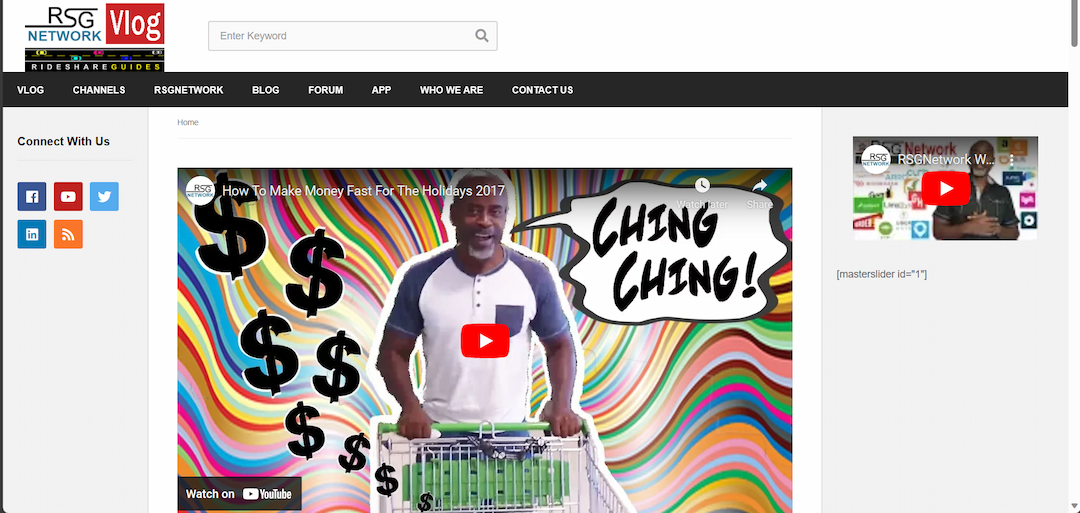 RSG
NETWORK
Vlog
RIDESHAREGUIDES
Enter Keyword
VLOG CHANNELS RSGNETWORK BLOG FORUM APP WHO WE ARE CONTACT US
Connect With Us
Home
RSG
NETWORK
How To Make Money Fast For The Holidays 2017
Watch later
Share
CHING
CHING!
$
$
$
$
$
$
$
$
Watch on YouTube
RSG
NETWORK
RSGNetwork W...
[masterslider id="1"]